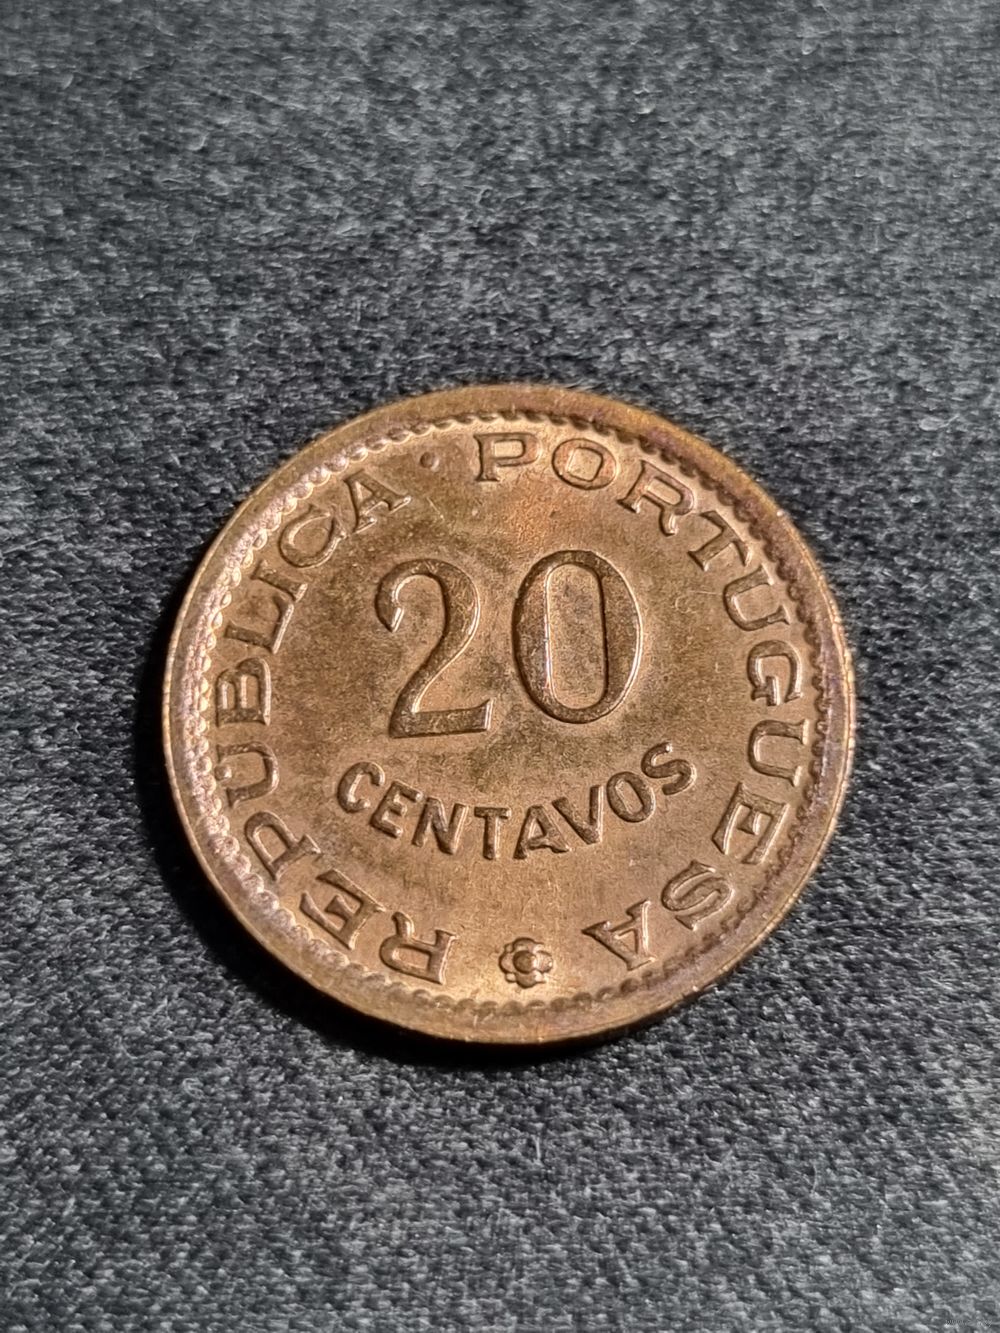 REPUBLICA · PORTUGUESA
20
CENTAVOS